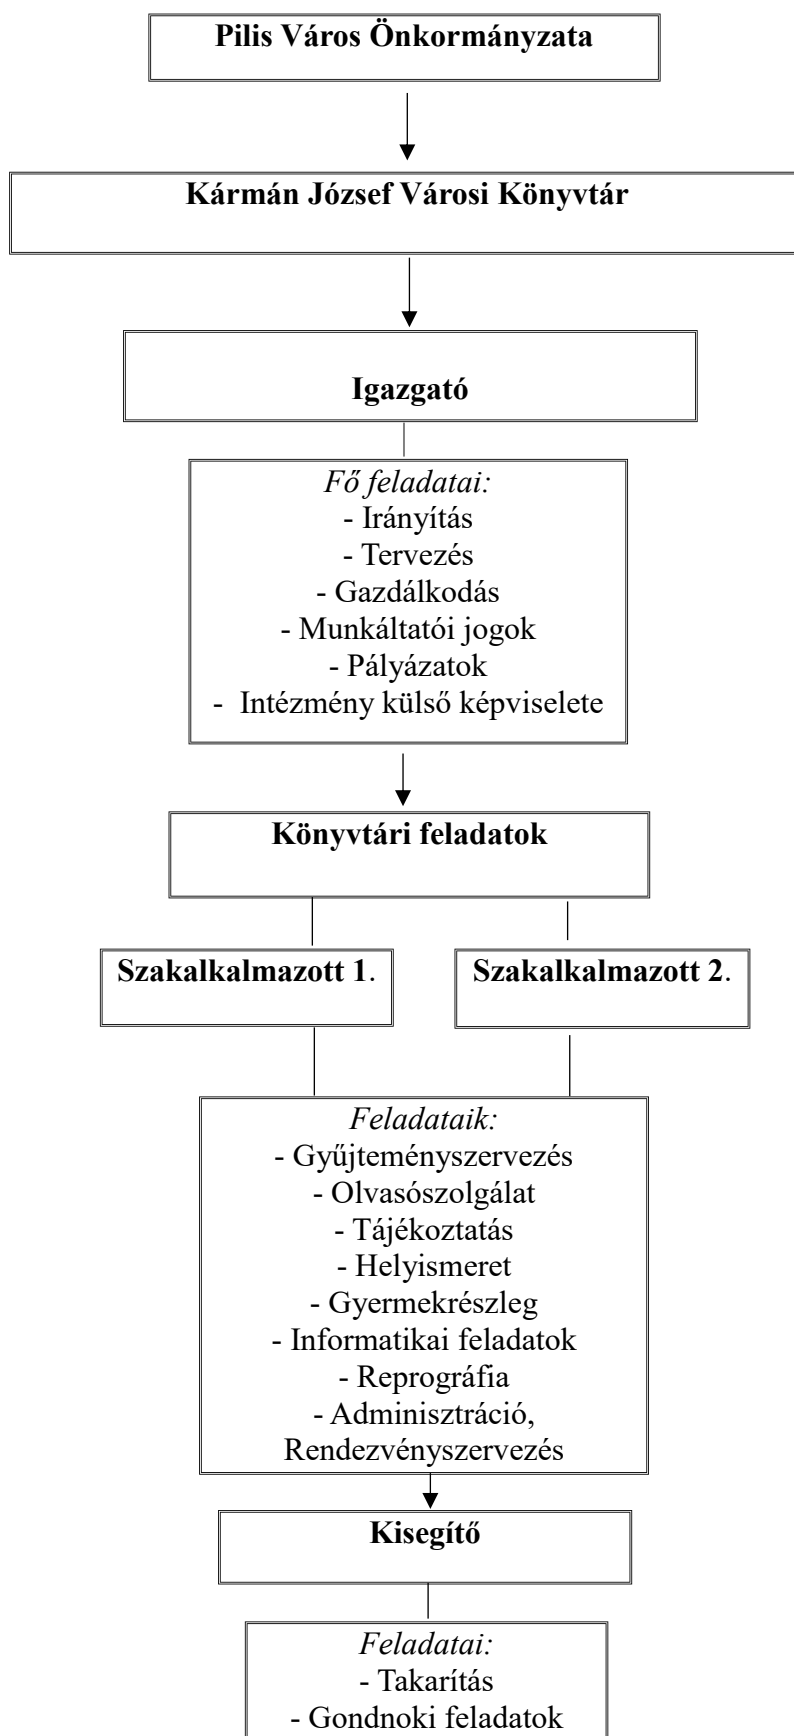 Pilis Város Önkormányzata
Kármán József Városi Könyvtár
Igazgató
Fő feladatai:
- Irányítás
- Tervezés
- Gazdálkodás
- Munkáltatói jogok
- Pályázatok
- Intézmény külső képviselete
Könyvtári feladatok
Szakalkalmazott 1.
Szakalkalmazott 2.
Feladataik:
- Gyűjteményszervezés
- Olvasószolgálat
- Tájékoztatás
- Helyismeret
- Gyermekrészleg
- Informatikai feladatok
- Reprográfia
- Adminisztráció,
Rendezvényszervezés
Kisegítő
Feladatai:
- Takarítás
- Gondnoki feladatok